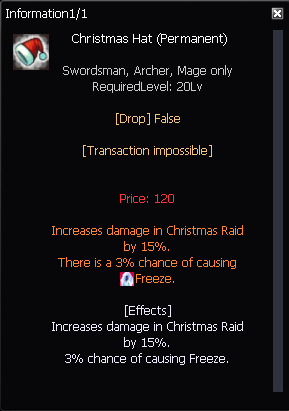 Information1/1
Christmas Hat (Permanent)
Swordsman, Archer, Mage only
RequiredLevel: 20Lv
[Drop] False
[Transaction impossible]
Price: 120
Increases damage in Christmas Raid
by 15%.
There is a 3% chance of causing
Freeze.
[Effects]
Increases damage in Christmas Raid
by 15%.
3% chance of causing Freeze.